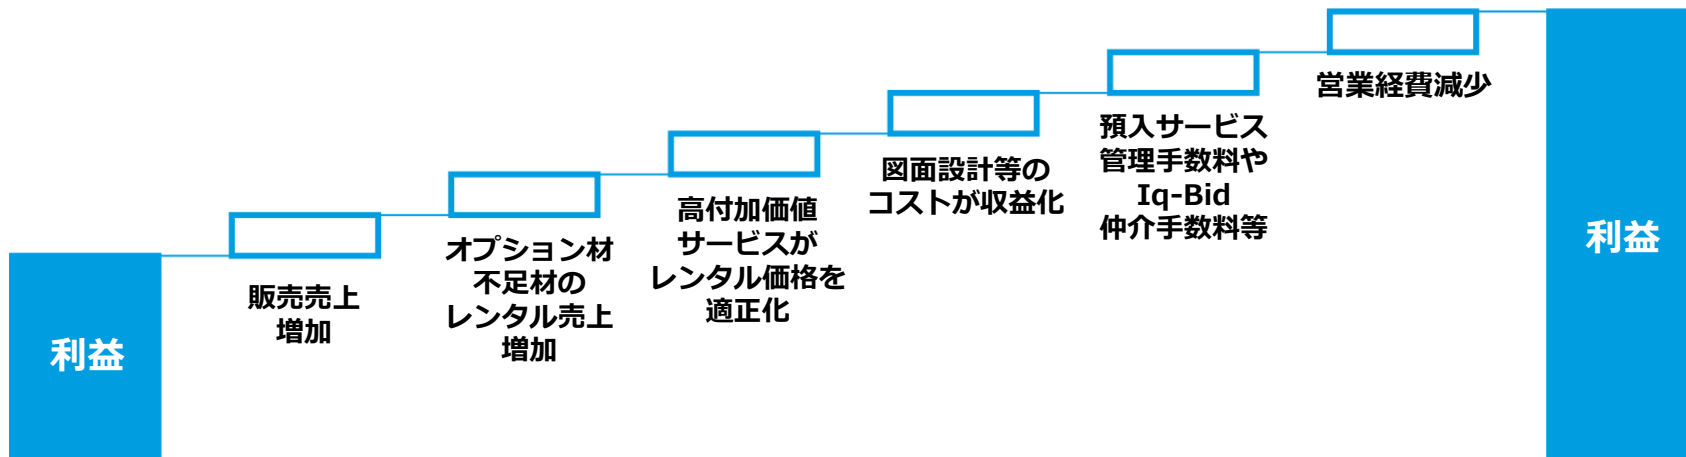 利益
販売売上
増加
オプション材
不足材の
レンタル売上
増加
高付加価値
サービスが
レンタル価格を
適正化
図面設計等の
コストが収益化
預入サービス
管理手数料や
Iq-Bid
仲介手数料等
営業経費減少
利益